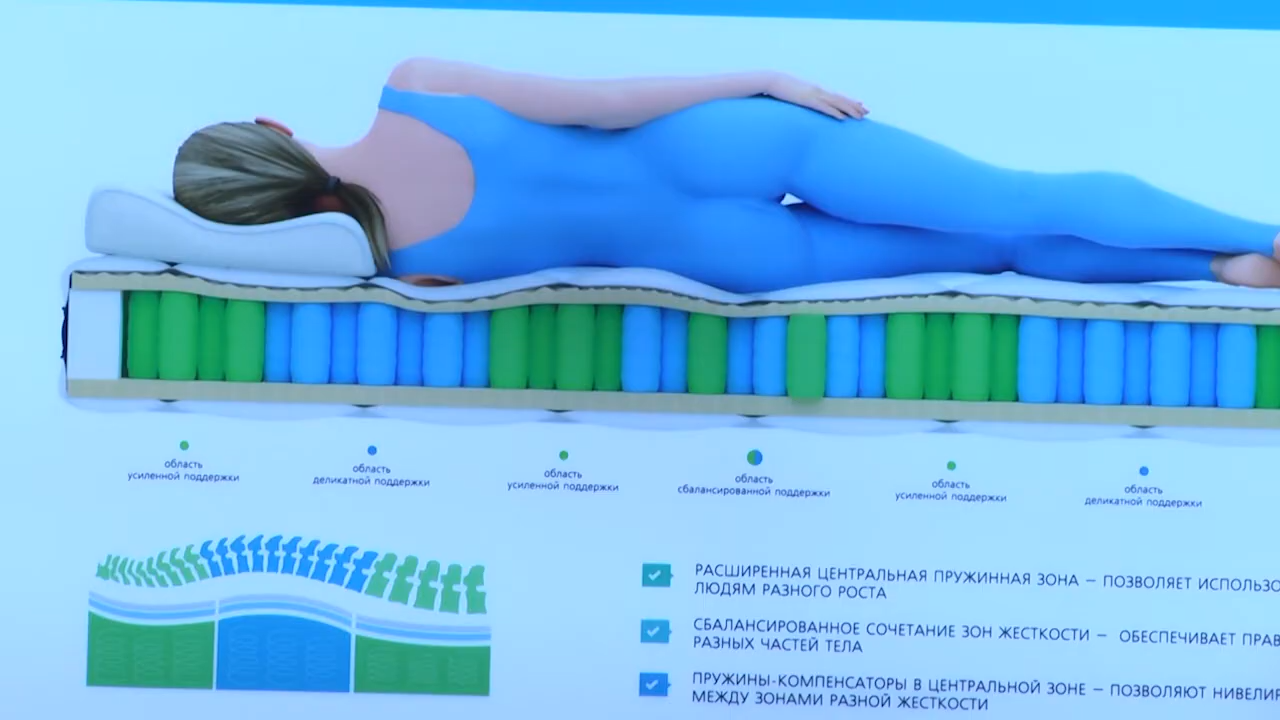 область
усиленной поддержки
область
деликатной поддержки
область
усиленной поддержки
область
сбалансированной поддержки
область
усиленной поддержки
область
деликатной поддержки
РАСШИРЕННАЯ ЦЕНТРАЛЬНАЯ ПРУЖИННАЯ ЗОНА – ПОЗВОЛЯЕТ ИСПОЛЬЗО
ЛЮДЯМ РАЗНОГО РОСТА
СБАЛАНСИРОВАННОЕ СОЧЕТАНИЕ ЗОН ЖЕСТКОСТИ – ОБЕСПЕЧИВАЕТ ПРАВ
РАЗНЫХ ЧАСТЕЙ ТЕЛА
ПРУЖИНЫ-КОМПЕНСАТОРЫ В ЦЕНТРАЛЬНОЙ ЗОНЕ – ПОЗВОЛЯЮТ НИВЕЛИР
МЕЖДУ ЗОНАМИ РАЗНОЙ ЖЕСТКОСТИ